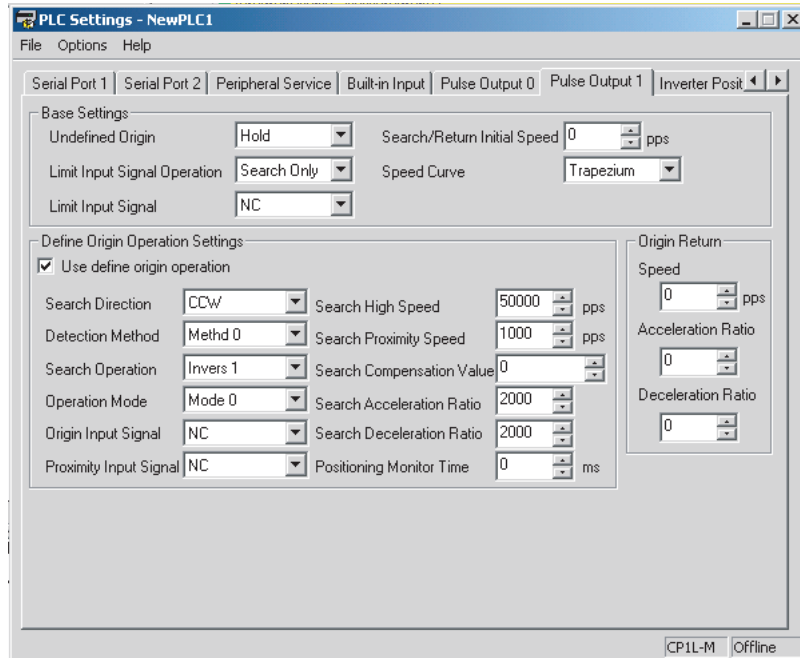 PLC Settings - NewPLC1
File Options Help
Serial Port 1 Serial Port 2 Peripheral Service Built-in Input Pulse Output 0 Pulse Output 1 Inverter Posit
Base Settings
Undefined Origin Hold Search/Return Initial Speed 0 pps
Limit Input Signal Operation Search Only Speed Curve Trapezium
Limit Input Signal NC
Define Origin Operation Settings Origin Return
Use define origin operation
Speed
0 pps
Search Direction CCW Search High Speed 50000 pps
Detection Method Methd 0 Search Proximity Speed 1000 pps
Acceleration Ratio
0
Search Operation Invers 1 Search Compensation Value 0
Operation Mode Mode 0 Search Acceleration Ratio 2000
Deceleration Ratio
0
Origin Input Signal NC Search Deceleration Ratio 2000
Proximity Input Signal NC Positioning Monitor Time 0 ms
CP1L-M Offline